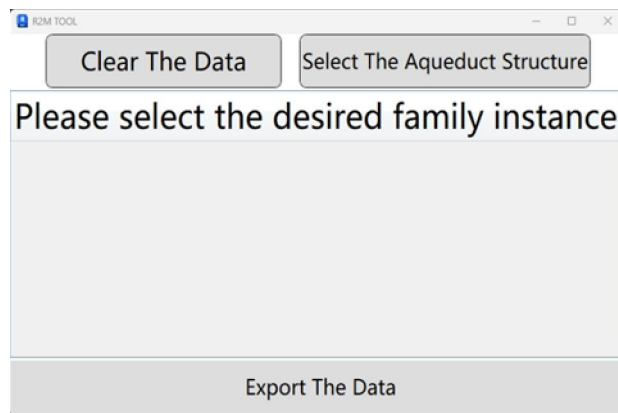 R2M TOOL
Clear The Data
Select The Aqueduct Structure
Please select the desired family instance
Export The Data